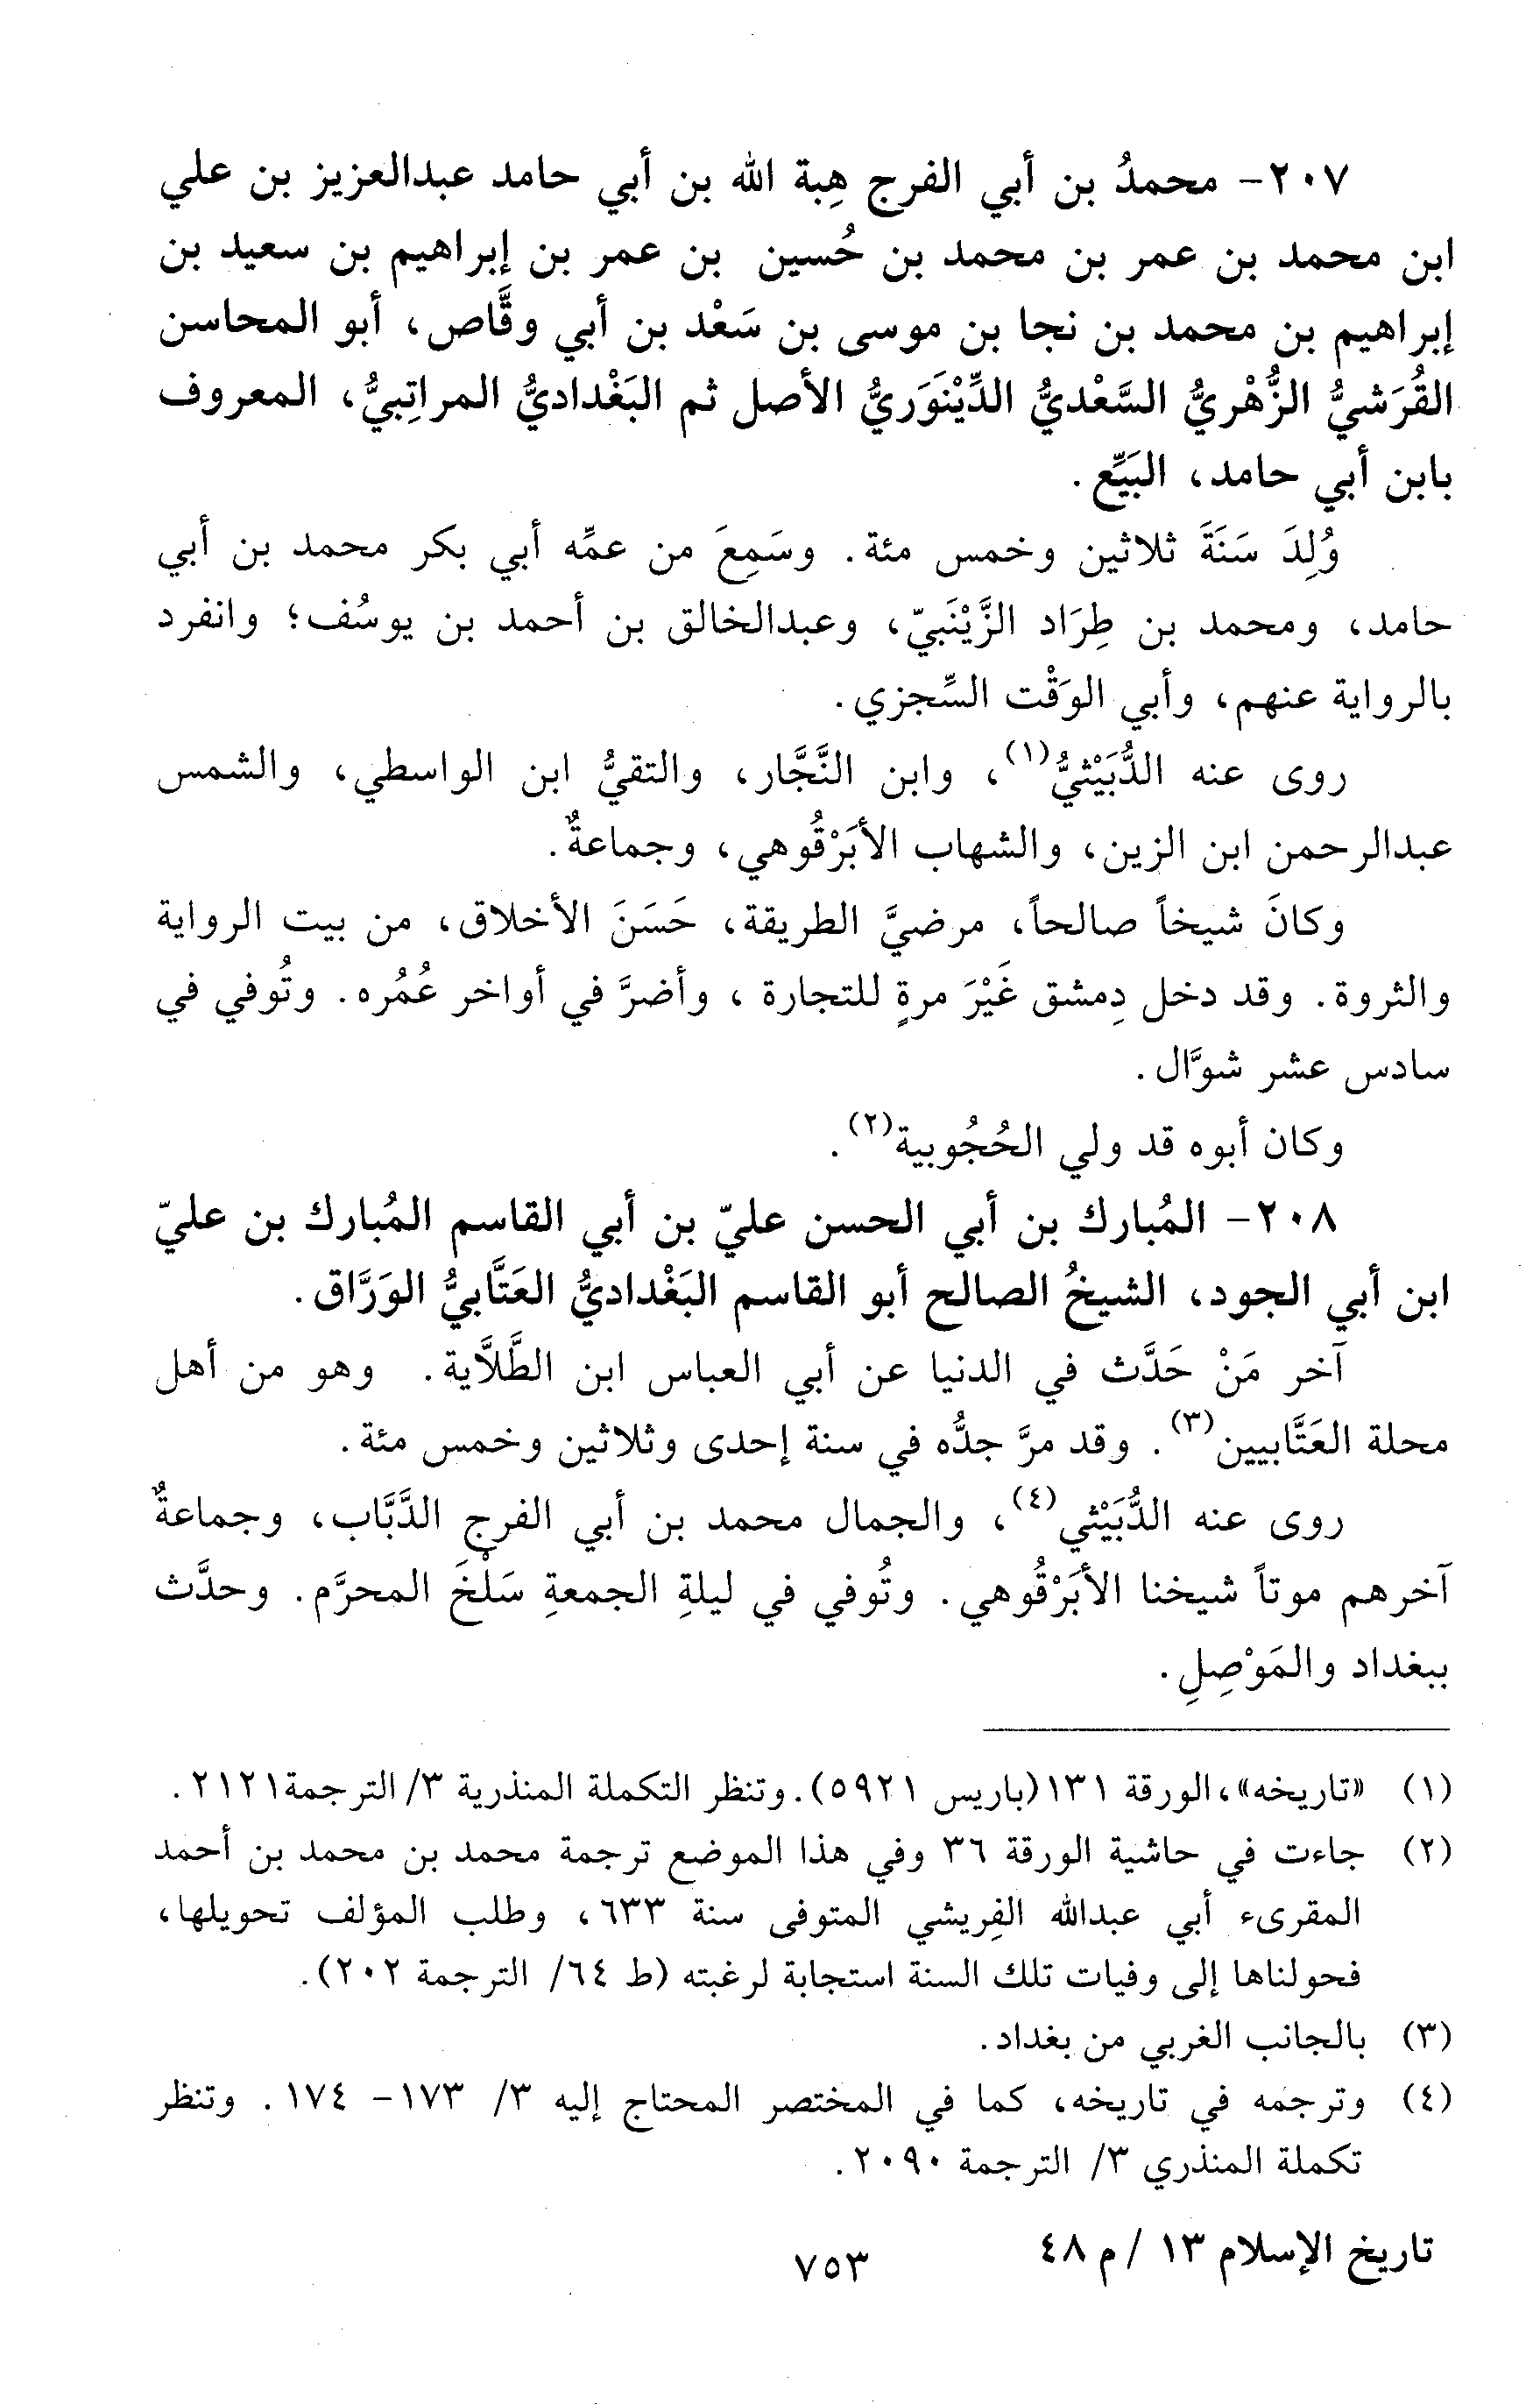 ٢٠٧- محمدُ بن أبي الفرج هِبة الله بن أبي حامد عبدالعزيز بن علي
ابن محمد بن عمر بن محمد بن حُسين بن عمر بن إبراهيم بن سعيد بن
إبراهيم بن محمد بن نجا بن موسى بن سَعْد بن أبي وقَّاص، أبو المحاسن
القُرَشيُّ الزُّهْريُّ السَّعْديُّ الدِّيْنَوَريُّ الأصل ثم البَغْداديُّ المراتِبيُّ، المعروف
بابن أبي حامد، البَيِّع.
وُلِدَ سَنَةَ ثلاثين وخمس مئة. وسَمِعَ من عمِّه أبي بكر محمد بن أبي
حامد، ومحمد بن طِرَاد الزَّيْنَبيّ، وعبدالخالق بن أحمد بن يوسُف؛ وانفرد
بالرواية عنهم، وأبي الوَقْت السِّجزي.
روى عنه الدُّبَيْثيُّ(١)، وابن النَّجَّار، والتقيُّ ابن الواسطي، والشمس
عبدالرحمن ابن الزين، والشهاب الأبَرْقُوهي، وجماعةٌ.
وكانَ شيخاً صالحاً، مرضيَّ الطريقة، حَسَنَ الأخلاق، من بيت الرواية
والثروة. وقد دخل دِمشق غَيْرَ مرةٍ للتجارة، وأضرَّ في أواخر عُمُره. وتُوفي في
سادس عشر شوَّال.
وكان أبوه قد ولي الحُجُوبية(٢).
٢٠٨- المُبارك بن أبي الحسن عليّ بن أبي القاسم المُبارك بن عليّ
ابن أبي الجود، الشيخُ الصالح أبو القاسم البَغْداديُّ العَتَّابيُّ الوَرَّاق.
آخر مَنْ حَدَّث في الدنيا عن أبي العباس ابن الطَّلَّاية. وهو من أهل
محلة العَتَّابيين(٣). وقد مرَّ جدُّه في سنة إحدى وثلاثين وخمس مئة.
روى عنه الدُّبَيْثي(٤)، والجمال محمد بن أبي الفرج الدَّبَّاب، وجماعةٌ
آخرهم موتاً شيخنا الأبَرْقُوهي. وتُوفي في ليلةِ الجمعةِ سَلْخَ المحرَّم. وحدَّث
ببغداد والمَوْصِلِ.
(١) «تاريخه»، الورقة ١٣١ (باريس ٥٩٢١). وتنظر التكملة المنذرية ٣/ الترجمة ٢١٢١.
(٢) جاءت في حاشية الورقة ٣٦ وفي هذا الموضع ترجمة محمد بن محمد بن أحمد
المقرىء أبي عبدالله الفِريشي المتوفى سنة ٦٣٣، وطلب المؤلف تحويلها،
فحولناها إلى وفيات تلك السنة استجابة لرغبته (ط ٦٤/ الترجمة ٢٠٢).
(٣) بالجانب الغربي من بغداد.
(٤) وترجمه في تاريخه، كما في المختصر المحتاج إليه ٣/ ١٧٣- ١٧٤. وتنظر
تكملة المنذري ٣/ الترجمة ٢٠٩٠.
تاريخ الإسلام ١٣ / م ٤٨
٧٥٣